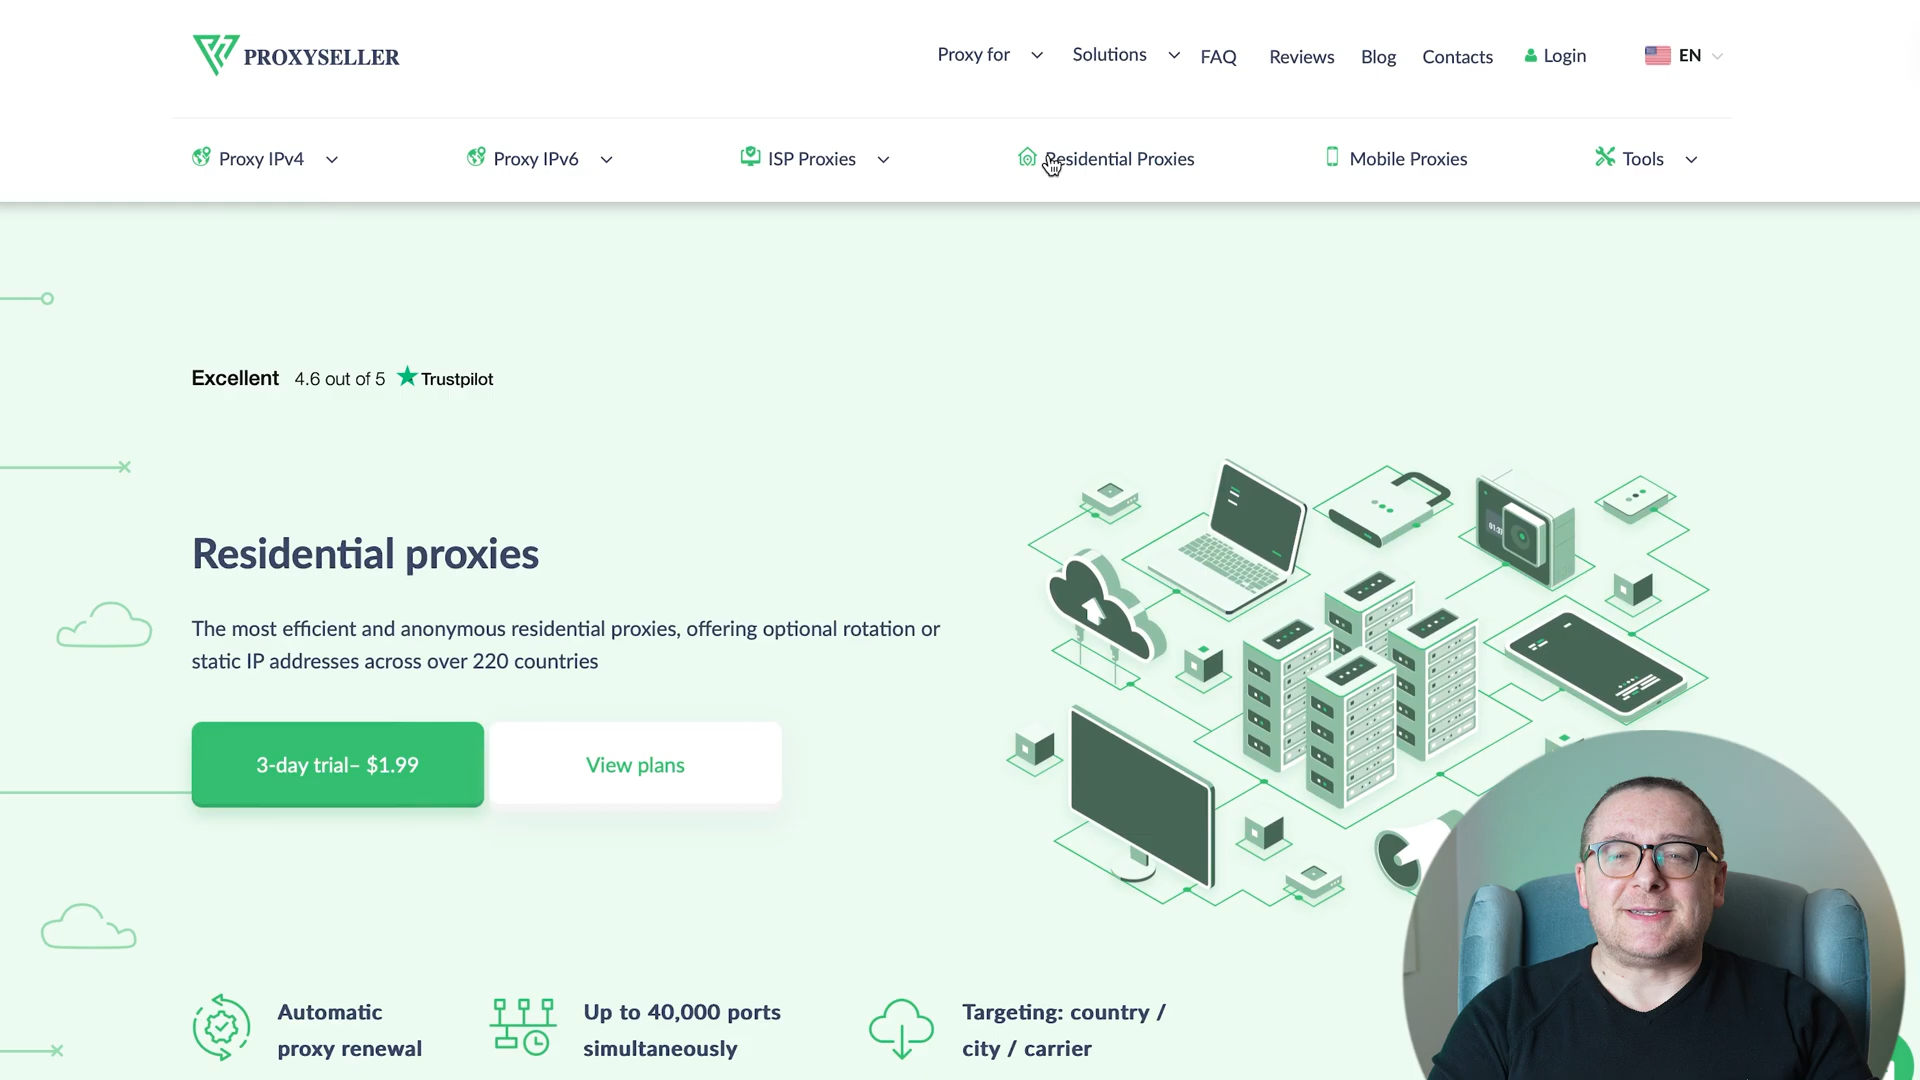 PROXYSELLER
Proxy for
Solutions
FAQ
Reviews
Blog
Contacts
Login
EN
Proxy IPv4
Proxy IPv6
ISP Proxies
Residential Proxies
Mobile Proxies
Tools
Excellent 4.6 out of 5 Trustpilot
Residential proxies
The most efficient and anonymous residential proxies, offering optional rotation or
static IP addresses across over 220 countries
3-day trial– $1.99
View plans
Automatic
proxy renewal
Up to 40,000 ports
simultaneously
Targeting: country /
city / carrier